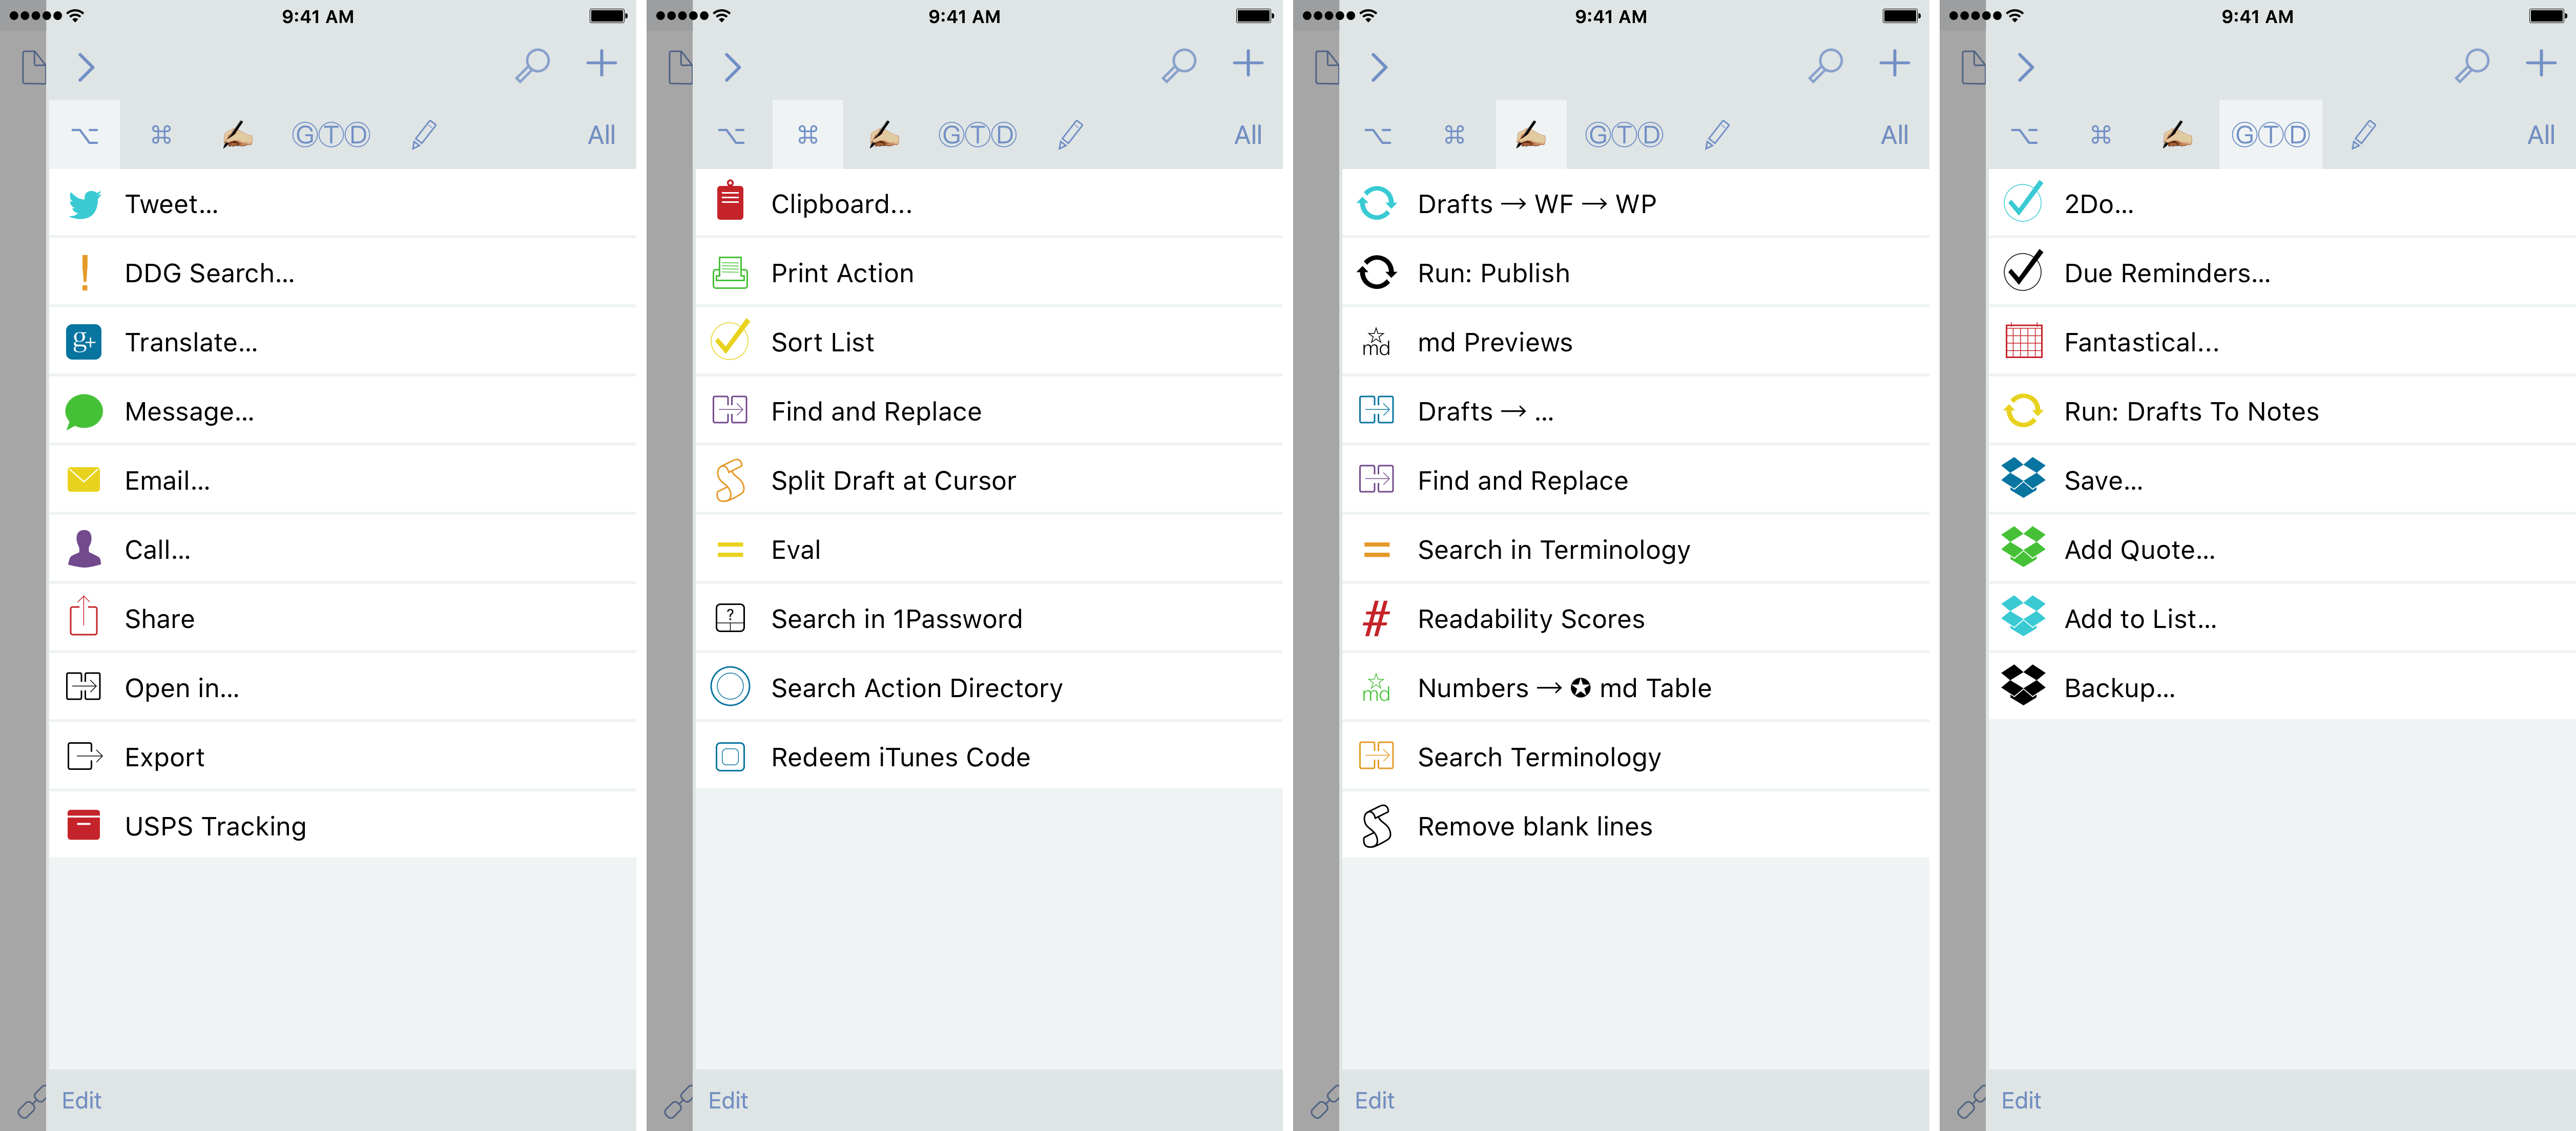 9:41 AM
⌥ ⌘ ✍🏼 ⒼⓉⒹ All
Tweet...
DDG Search...
Translate...
Message...
Email...
Call...
Share
Open in...
Export
USPS Tracking
Edit
9:41 AM
⌥ ⌘ ✍🏼 ⒼⓉⒹ All
Clipboard...
Print Action
Sort List
Find and Replace
Split Draft at Cursor
Eval
Search in 1Password
Search Action Directory
Redeem iTunes Code
Edit
9:41 AM
⌥ ⌘ ✍🏼 ⒼⓉⒹ All
Drafts → WF → WP
Run: Publish
md Previews
Drafts → ...
Find and Replace
Search in Terminology
Readability Scores
Numbers → ✪ md Table
Search Terminology
Remove blank lines
Edit
9:41 AM
⌥ ⌘ ✍🏼 ⒼⓉⒹ All
2Do...
Due Reminders...
Fantastical...
Run: Drafts To Notes
Save...
Add Quote...
Add to List...
Backup...
Edit